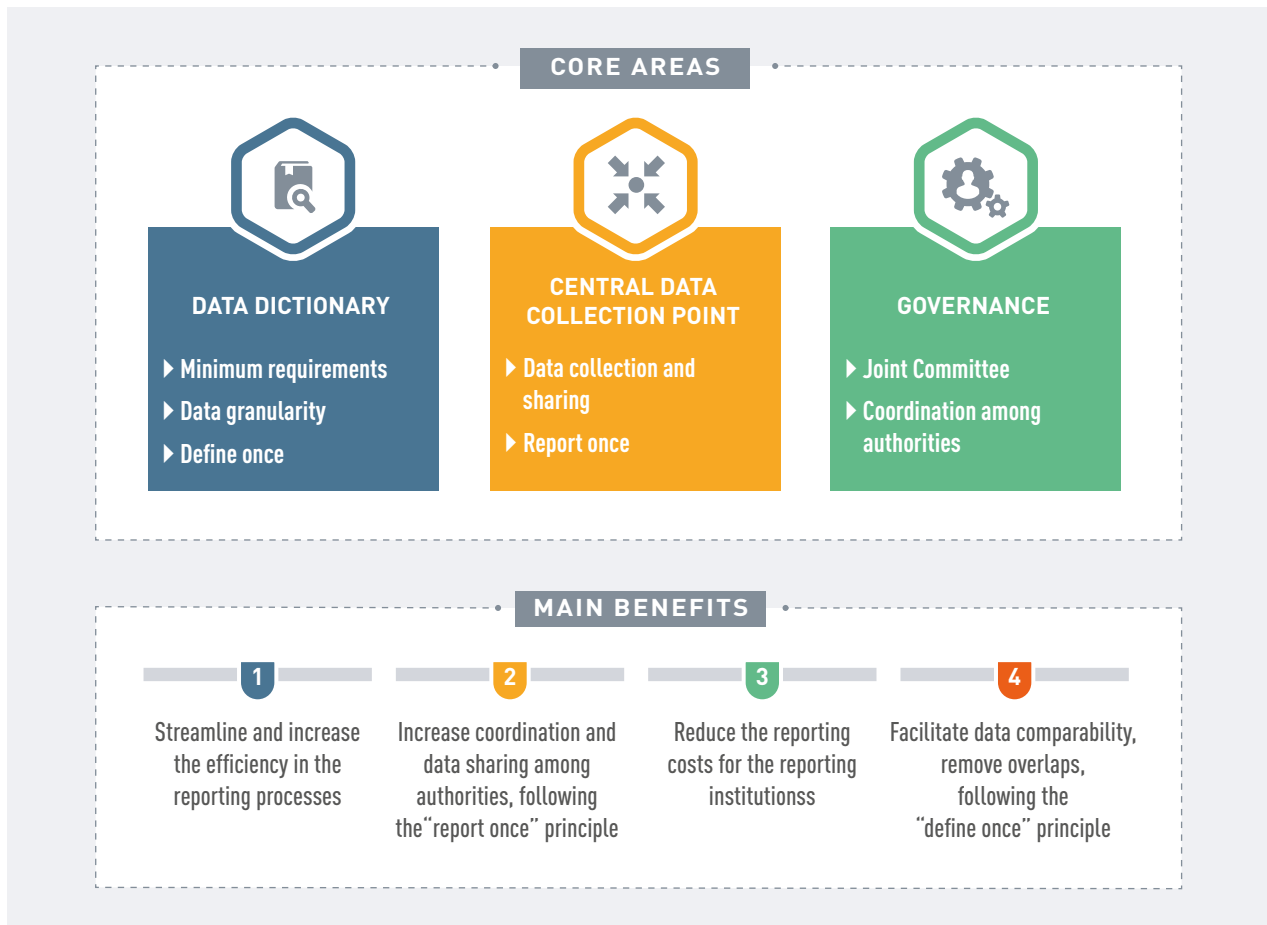 CORE AREAS
DATA DICTIONARY
Minimum requirements
Data granularity
Define once
CENTRAL DATA
COLLECTION POINT
Data collection and
sharing
Report once
GOVERNANCE
Joint Committee
Coordination among
authorities
MAIN BENEFITS
1
Streamline and increase
the efficiency in the
reporting processes
2
Increase coordination and
data sharing among
authorities, following
the“report once” principle
3
Reduce the reporting
costs for the reporting
institutionss
4
Facilitate data comparability,
remove overlaps,
following the
“define once” principle